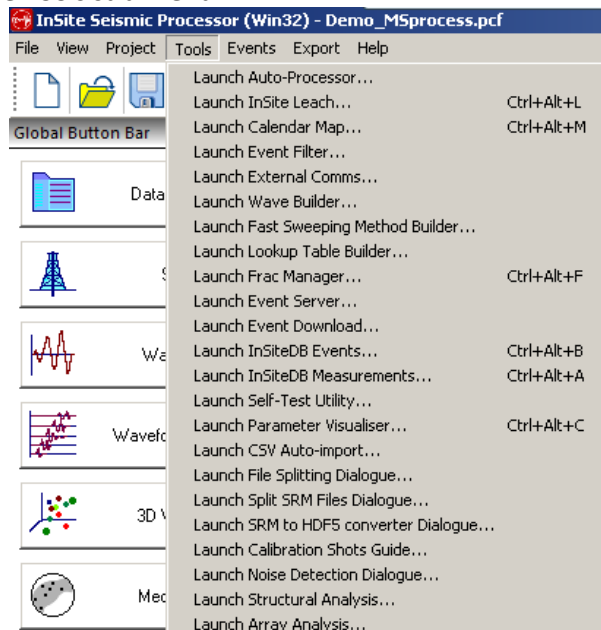 InSite Seismic Processor (Win32) - Demo_MSprocess.pcf
File View Project Tools Events Export Help
Launch Auto-Processor...
Launch InSite Leach... Ctrl+Alt+L
Launch Calendar Map... Ctrl+Alt+M
Launch Event Filter...
Launch External Comms...
Launch Wave Builder...
Launch Fast Sweeping Method Builder...
Launch Lookup Table Builder...
Launch Frac Manager... Ctrl+Alt+F
Launch Event Server...
Launch Event Download...
Launch InSiteDB Events... Ctrl+Alt+B
Launch InSiteDB Measurements... Ctrl+Alt+A
Launch Self-Test Utility...
Launch Parameter Visualiser... Ctrl+Alt+C
Launch CSV Auto-import...
Launch File Splitting Dialogue...
Launch Split SRM Files Dialogue...
Launch SRM to HDF5 converter Dialogue...
Launch Calibration Shots Guide...
Launch Noise Detection Dialogue...
Launch Structural Analysis...
Launch Array Analysis...
Global Button Bar
Data
Wa
Wavefo
3D
Mec